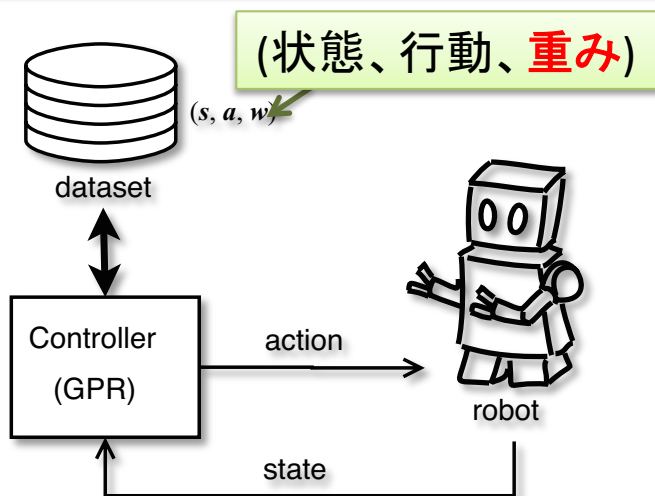 (状態、行動、重み)
(s, a, w)
dataset
Controller
(GPR)
action
robot
state